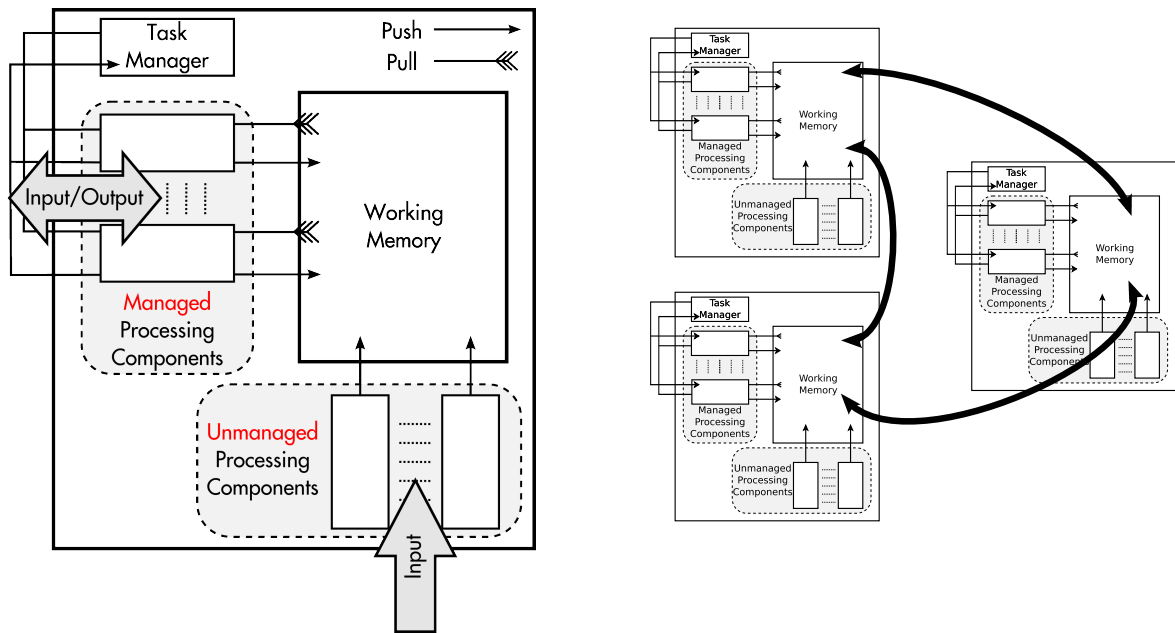 Task
Manager
Push
Pull
Input/Output
Working
Memory
Managed
Processing
Components
Unmanaged
Processing
Components
Input
Task
Manager
Working
Memory
Managed
Processing
Components
Unmanaged
Processing
Components
Task
Manager
Working
Memory
Managed
Processing
Components
Unmanaged
Processing
Components
Task
Manager
Working
Memory
Managed
Processing
Components
Unmanaged
Processing
Components